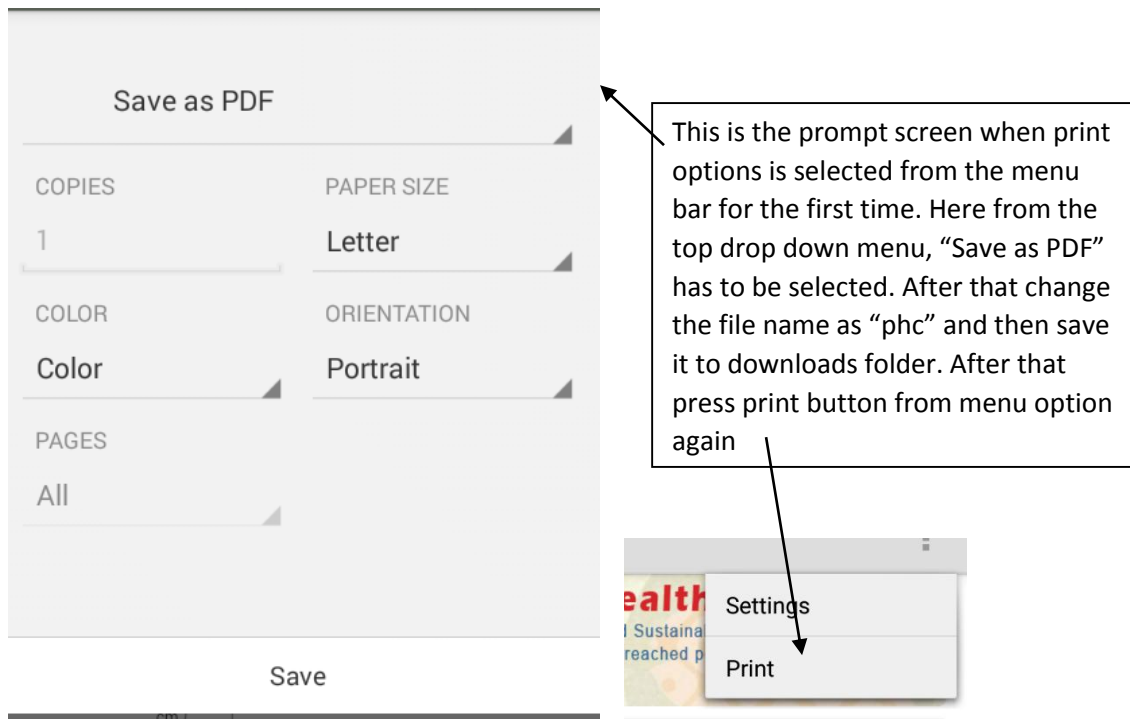 Save as PDF
COPIES
PAPER SIZE
1
Letter
COLOR
ORIENTATION
Color
Portrait
PAGES
All
Save
cm /
This is the prompt screen when print
options is selected from the menu
bar for the first time. Here from the
top drop down menu, “Save as PDF”
has to be selected. After that change
the file name as “phc” and then save
it to downloads folder. After that
press print button from menu option
again
ealth
d Sustaina
reached p
Settings
Print